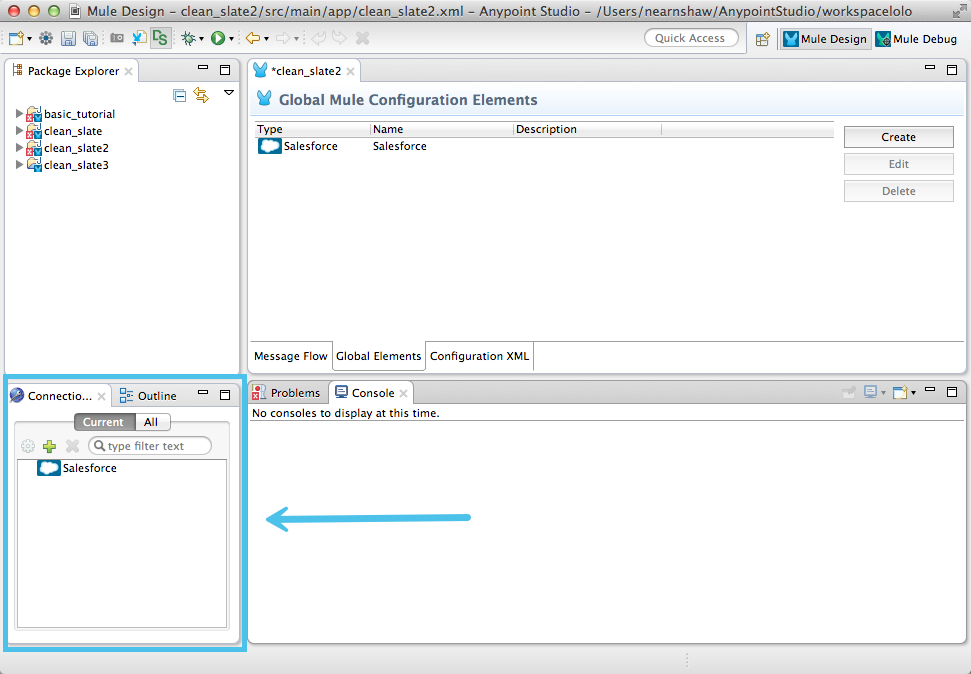 Mule Design – clean_slate2/src/main/app/clean_slate2.xml – Anypoint Studio – /Users/nearnshaw/AnypointStudio/workspacelolo
Quick Access
Mule Design
Mule Debug
Package Explorer
basic_tutorial
clean_slate
clean_slate2
clean_slate3
*clean_slate2
Global Mule Configuration Elements
Type Name Description
Salesforce Salesforce
Create
Edit
Delete
Message Flow Global Elements Configuration XML
Connectio... Outline
Current All
type filter text
Salesforce
Problems Console
No consoles to display at this time.